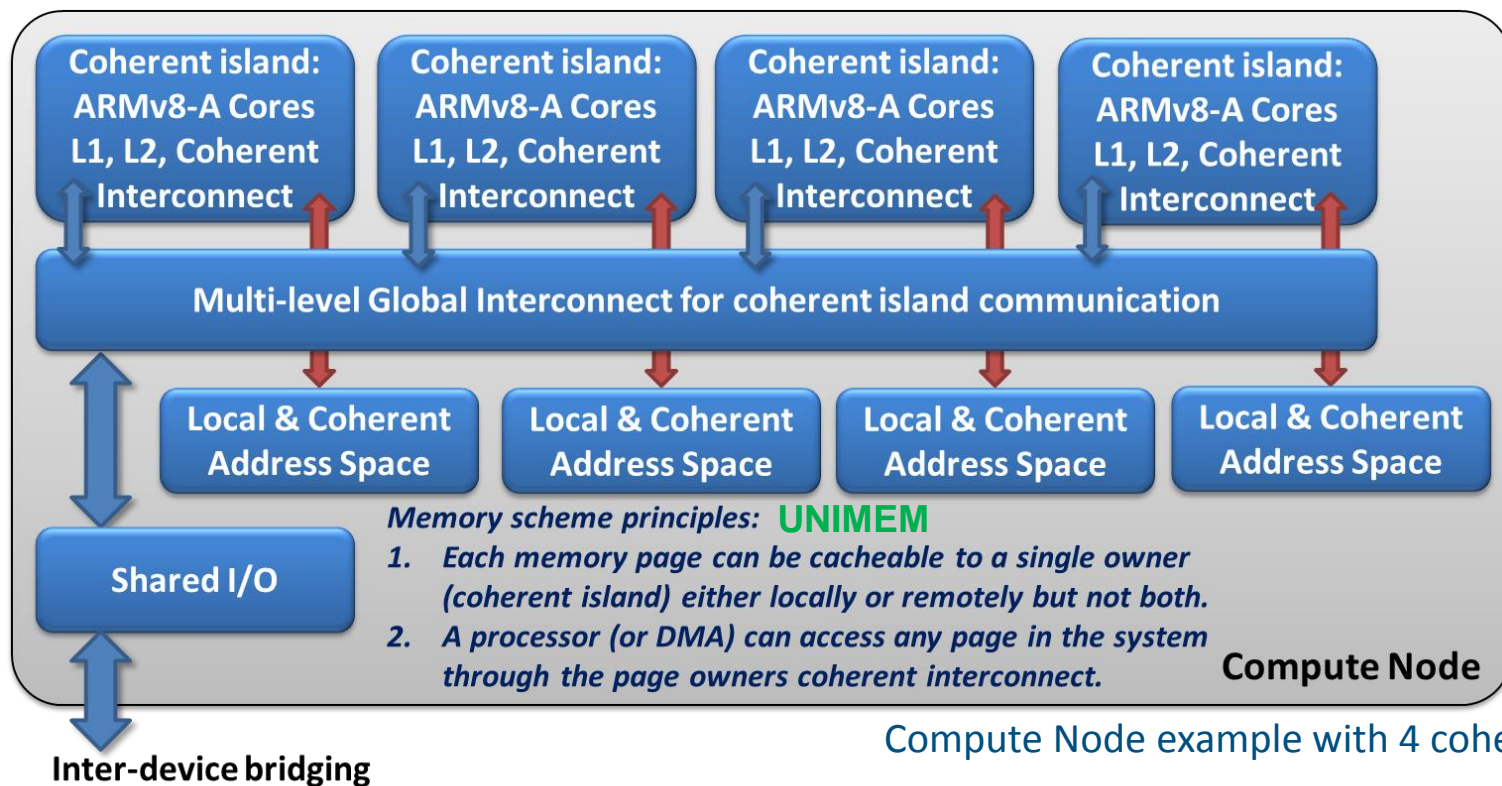 Coherent island:
ARMv8-A Cores
L1, L2, Coherent
Interconnect
Coherent island:
ARMv8-A Cores
L1, L2, Coherent
Interconnect
Coherent island:
ARMv8-A Cores
L1, L2, Coherent
Interconnect
Coherent island:
ARMv8-A Cores
L1, L2, Coherent
Interconnect
Multi-level Global Interconnect for coherent island communication
Local & Coherent
Address Space
Local & Coherent
Address Space
Local & Coherent
Address Space
Local & Coherent
Address Space
Shared I/O
Memory scheme principles: UNIMEM
1. Each memory page can be cacheable to a single owner
(coherent island) either locally or remotely but not both.
2. A processor (or DMA) can access any page in the system
through the page owners coherent interconnect.
Compute Node
Compute Node example with 4 cohe
Inter-device bridging